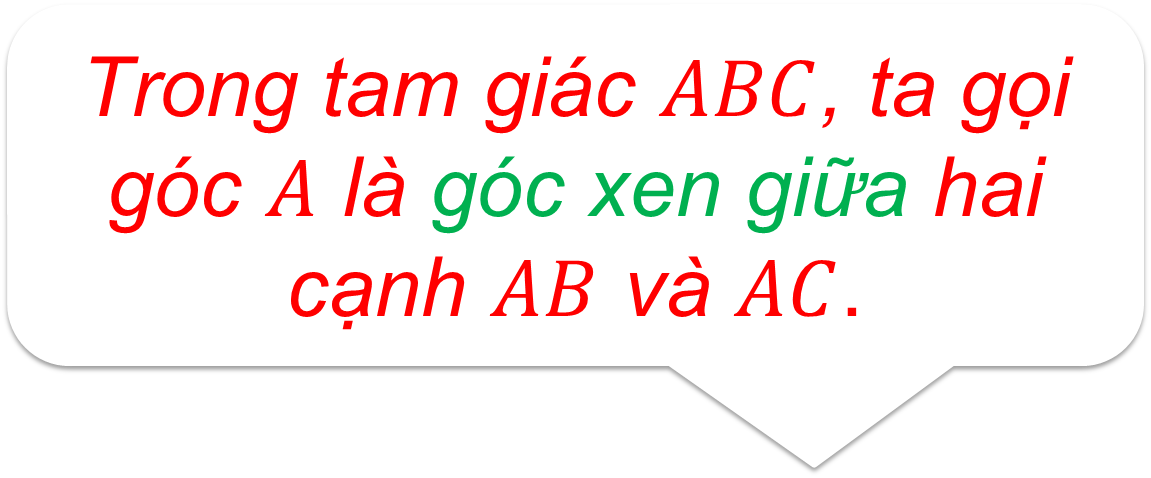 Trong tam giác ABC, ta gọi
góc A là góc xen giữa hai
cạnh AB và AC.